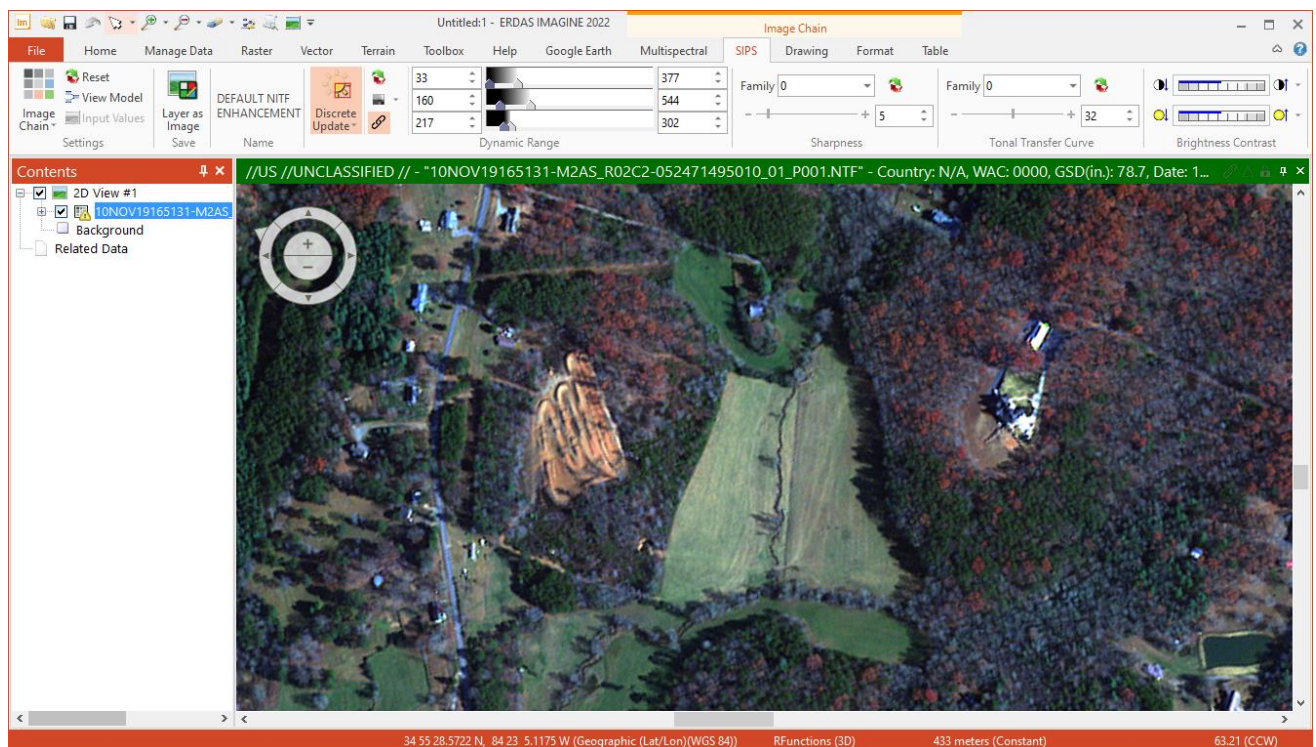 Untitled:1 - ERDAS IMAGINE 2022
Image Chain
File Home Manage Data Raster Vector Terrain Toolbox Help Google Earth Multispectral SIPS Drawing Format Table
Image Chain
Reset
View Model
Input Values
Settings
Layer as Image
Save
DEFAULT NITF ENHANCEMENT
Name
Discrete Update
33 377
160 544
217 302
Dynamic Range
Family 0
- + 5
Sharpness
Family 0
- + 32
Tonal Transfer Curve
Brightness Contrast
Contents
2D View #1
10NOV19165131-M2AS_
Background
Related Data
//US //UNCLASSIFIED // - "10NOV19165131-M2AS_R02C2-052471495010_01_P001.NTF" - Country: N/A, WAC: 0000, GSD(in.): 78.7, Date: 1...
34 55 28.5722 N, 84 23 5.1175 W (Geographic (Lat/Lon)(WGS 84)) RFunctions (3D) 433 meters (Constant) 63.21 (CCW)